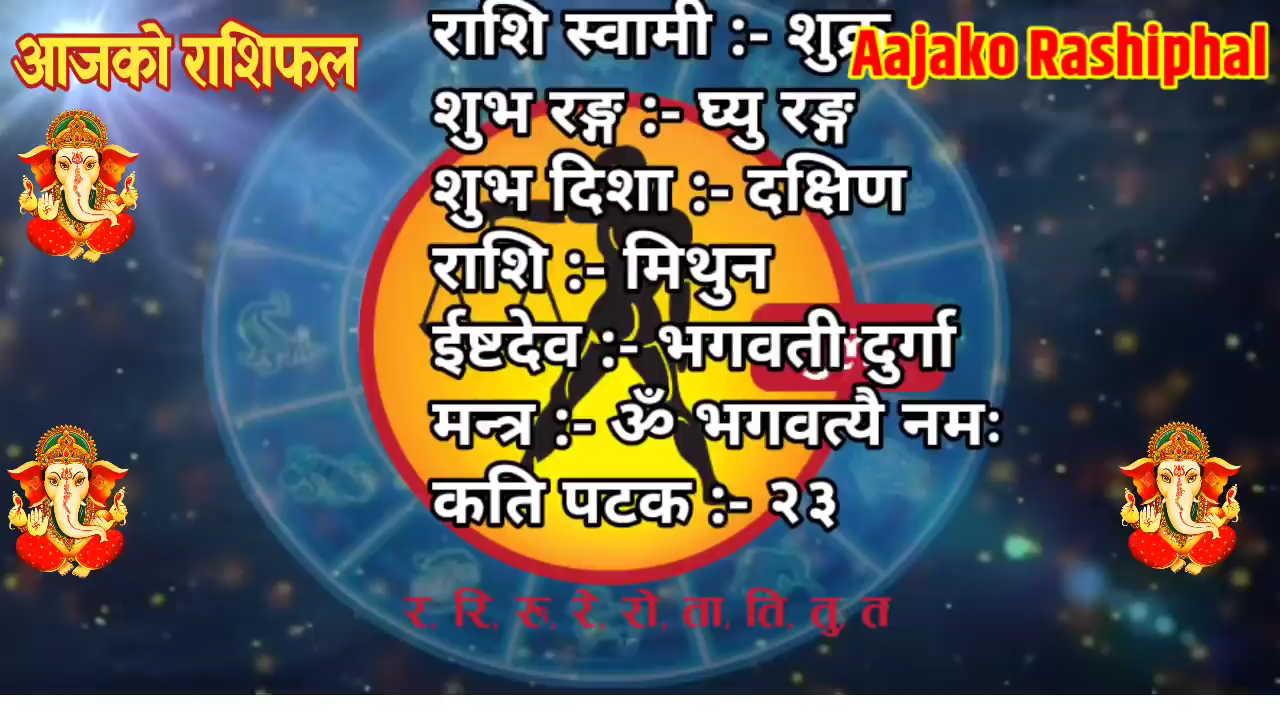 राशि स्वामी :- शुक्र
आजको राशिफल
Aajako Rashiphal
शुभ रङ्ग :- घ्यु रङ्ग
शुभ दिशा :- दक्षिण
राशि :- मिथुन
ईष्टदेव :- भगवती दुर्गा
मन्त्र :- ॐ भगवत्यै नमः
कति पटक :- २३
र. रि. रू. रे. रो. ता. ति. तु. त